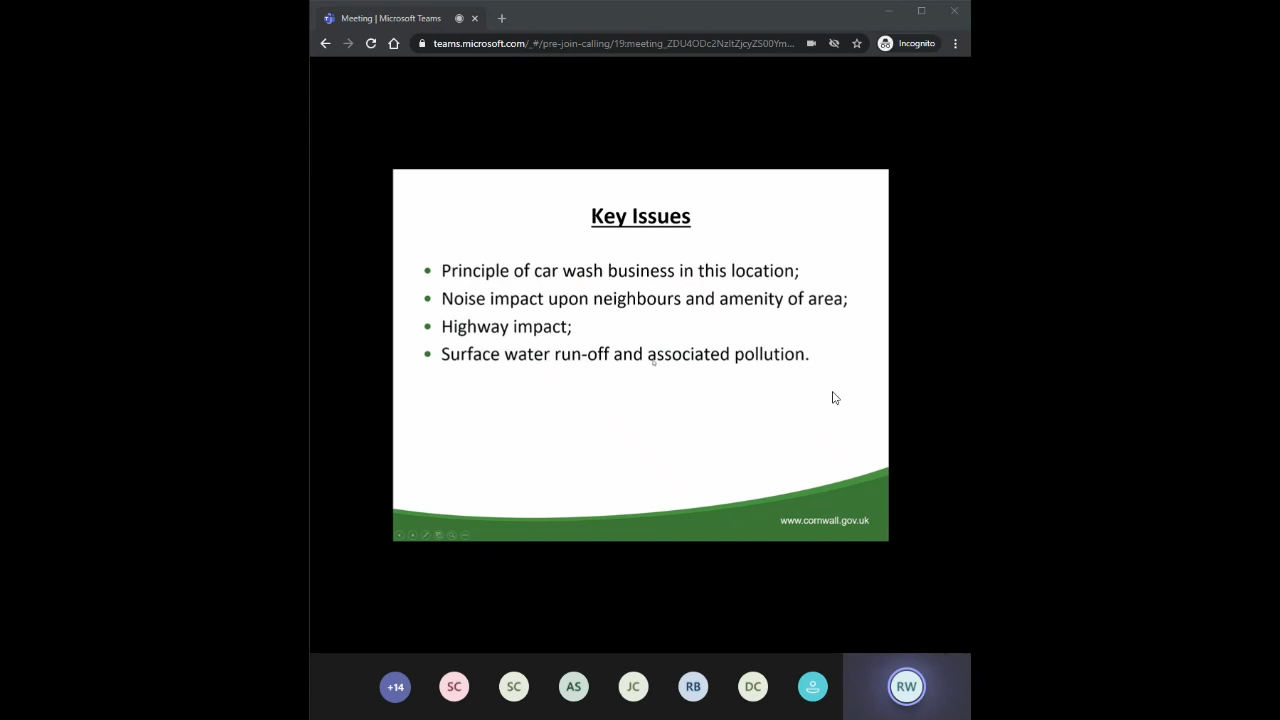 Meeting | Microsoft Teams
teams.microsoft.com/_#/pre-join-calling/19:meeting_ZDU4ODc2NzItZjcyZS00Ym...
Incognito
Key Issues
Principle of car wash business in this location;
Noise impact upon neighbours and amenity of area;
Highway impact;
Surface water run-off and associated pollution.
www.cornwall.gov.uk
+14
SC
SC
AS
JC
RB
DC
RW